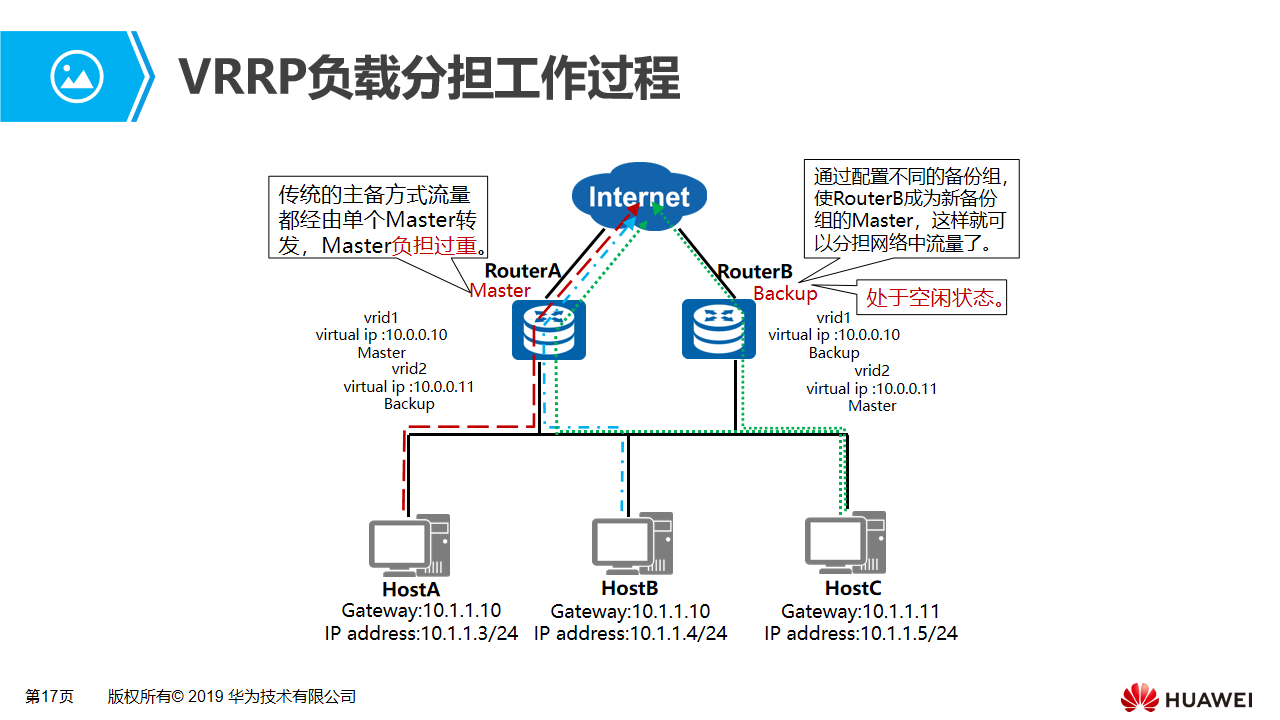 VRRP负载分担工作过程
传统的主备方式流量
都经由单个Master转
发，Master负担过重。
Internet
通过配置不同的备份组，
使RouterB成为新备份
组的Master，这样就可
以分担网络中流量了。
RouterA
Master
RouterB
Backup
处于空闲状态。
vrid1
virtual ip :10.0.0.10
Master
vrid2
virtual ip :10.0.0.11
Backup
vrid1
virtual ip :10.0.0.10
Backup
vrid2
virtual ip :10.0.0.11
Master
HostA
Gateway:10.1.1.10
IP address:10.1.1.3/24
HostB
Gateway:10.1.1.10
IP address:10.1.1.4/24
HostC
Gateway:10.1.1.11
IP address:10.1.1.5/24
第17页 版权所有© 2019 华为技术有限公司
HUAWEI